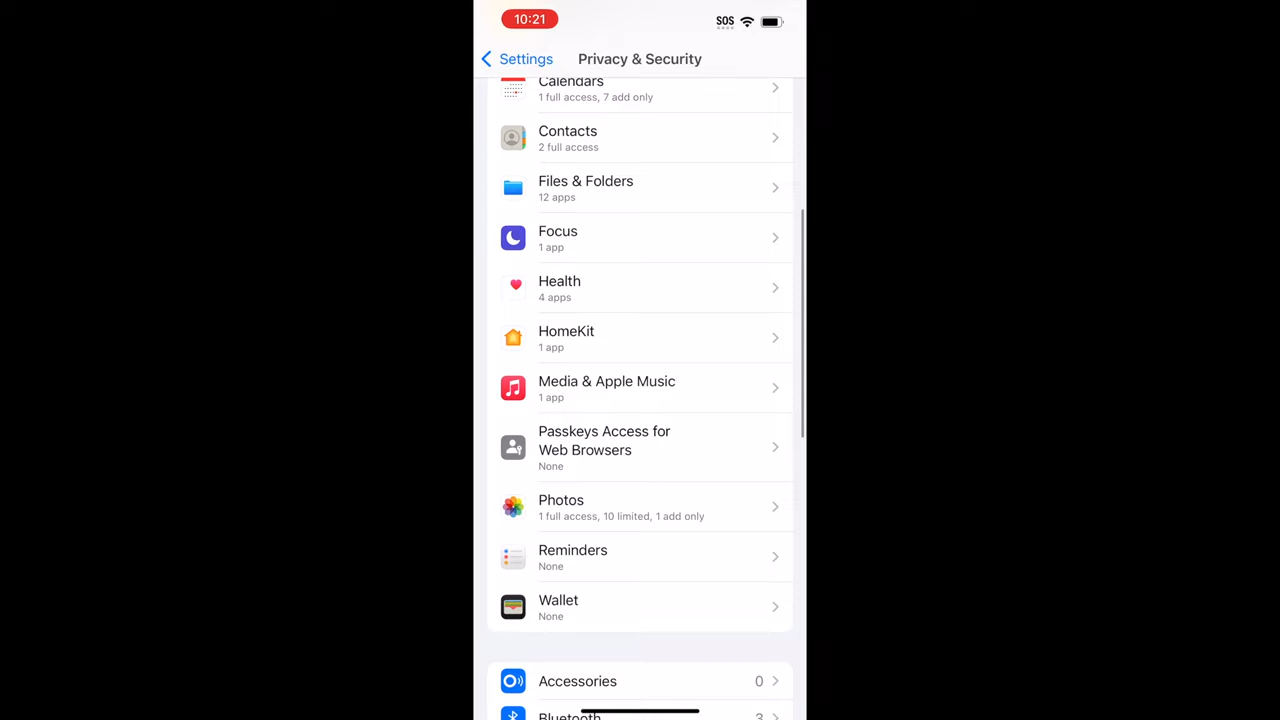 10:21
SOS
Settings
Privacy & Security
Calendars
1 full access, 7 add only
Contacts
2 full access
Files & Folders
12 apps
Focus
1 app
Health
4 apps
HomeKit
1 app
Media & Apple Music
1 app
Passkeys Access for
Web Browsers
None
Photos
1 full access, 10 limited, 1 add only
Reminders
None
Wallet
None
Accessories 0
Bluetooth 3